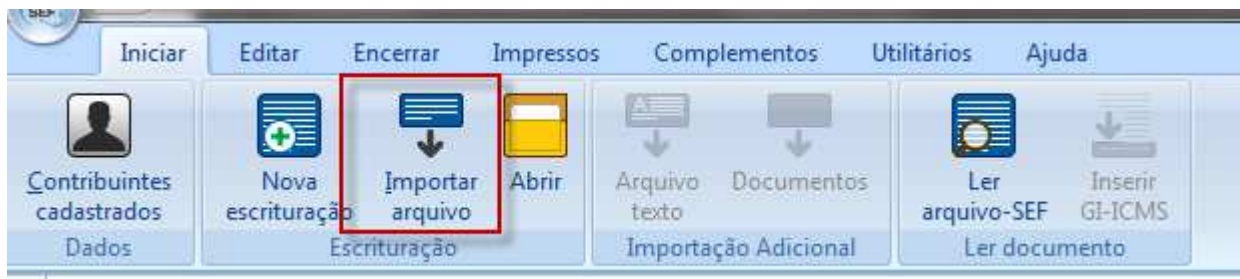 SEF
Iniciar Editar Encerrar Impressos Complementos Utilitários Ajuda
Contribuintes cadastrados
Nova escrituração
Importar arquivo
Abrir
Arquivo texto
Documentos
Ler arquivo-SEF
Inserir GI-ICMS
Dados
Escrituração
Importação Adicional
Ler documento